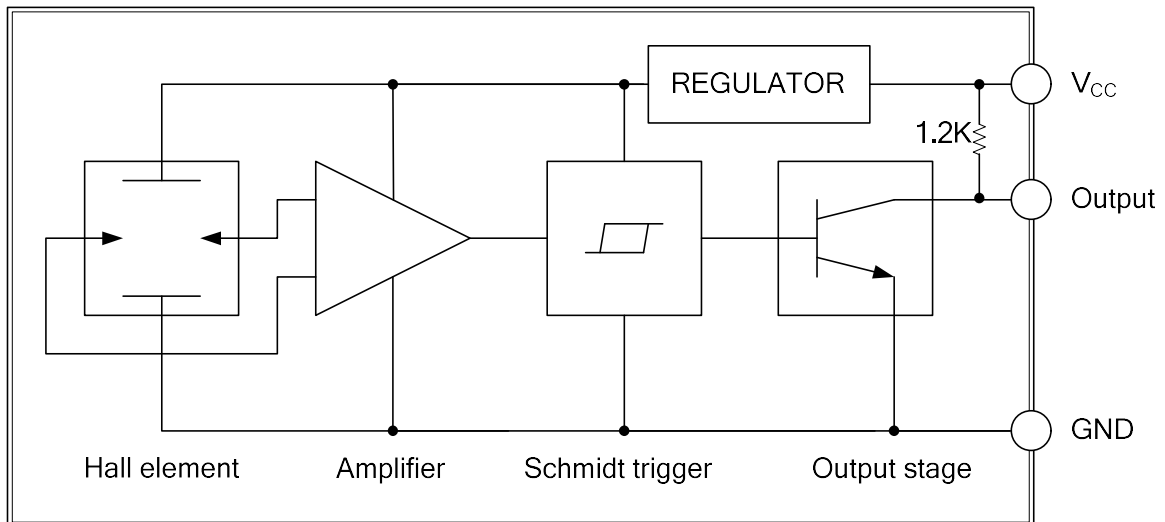 REGULATOR
VCC
1.2K
Output
GND
Hall element
Amplifier
Schmidt trigger
Output stage